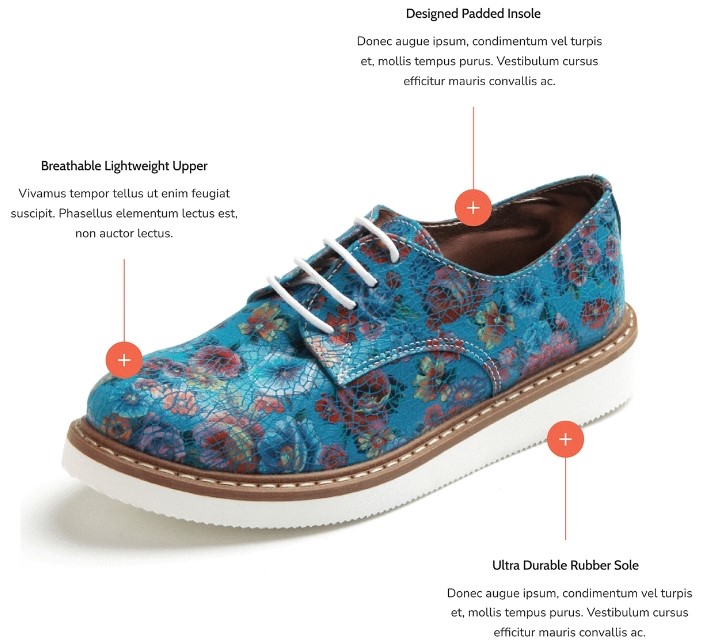 Designed Padded Insole
Donec augue ipsum, condimentum vel turpis
et, mollis tempus purus. Vestibulum cursus
efficitur mauris convallis ac.
Breathable Lightweight Upper
Vivamus tempor tellus ut enim feugiat
suscipit. Phasellus elementum lectus est,
non auctor lectus.
Ultra Durable Rubber Sole
Donec augue ipsum, condimentum vel turpis
et, mollis tempus purus. Vestibulum cursus
efficitur mauris convallis ac.